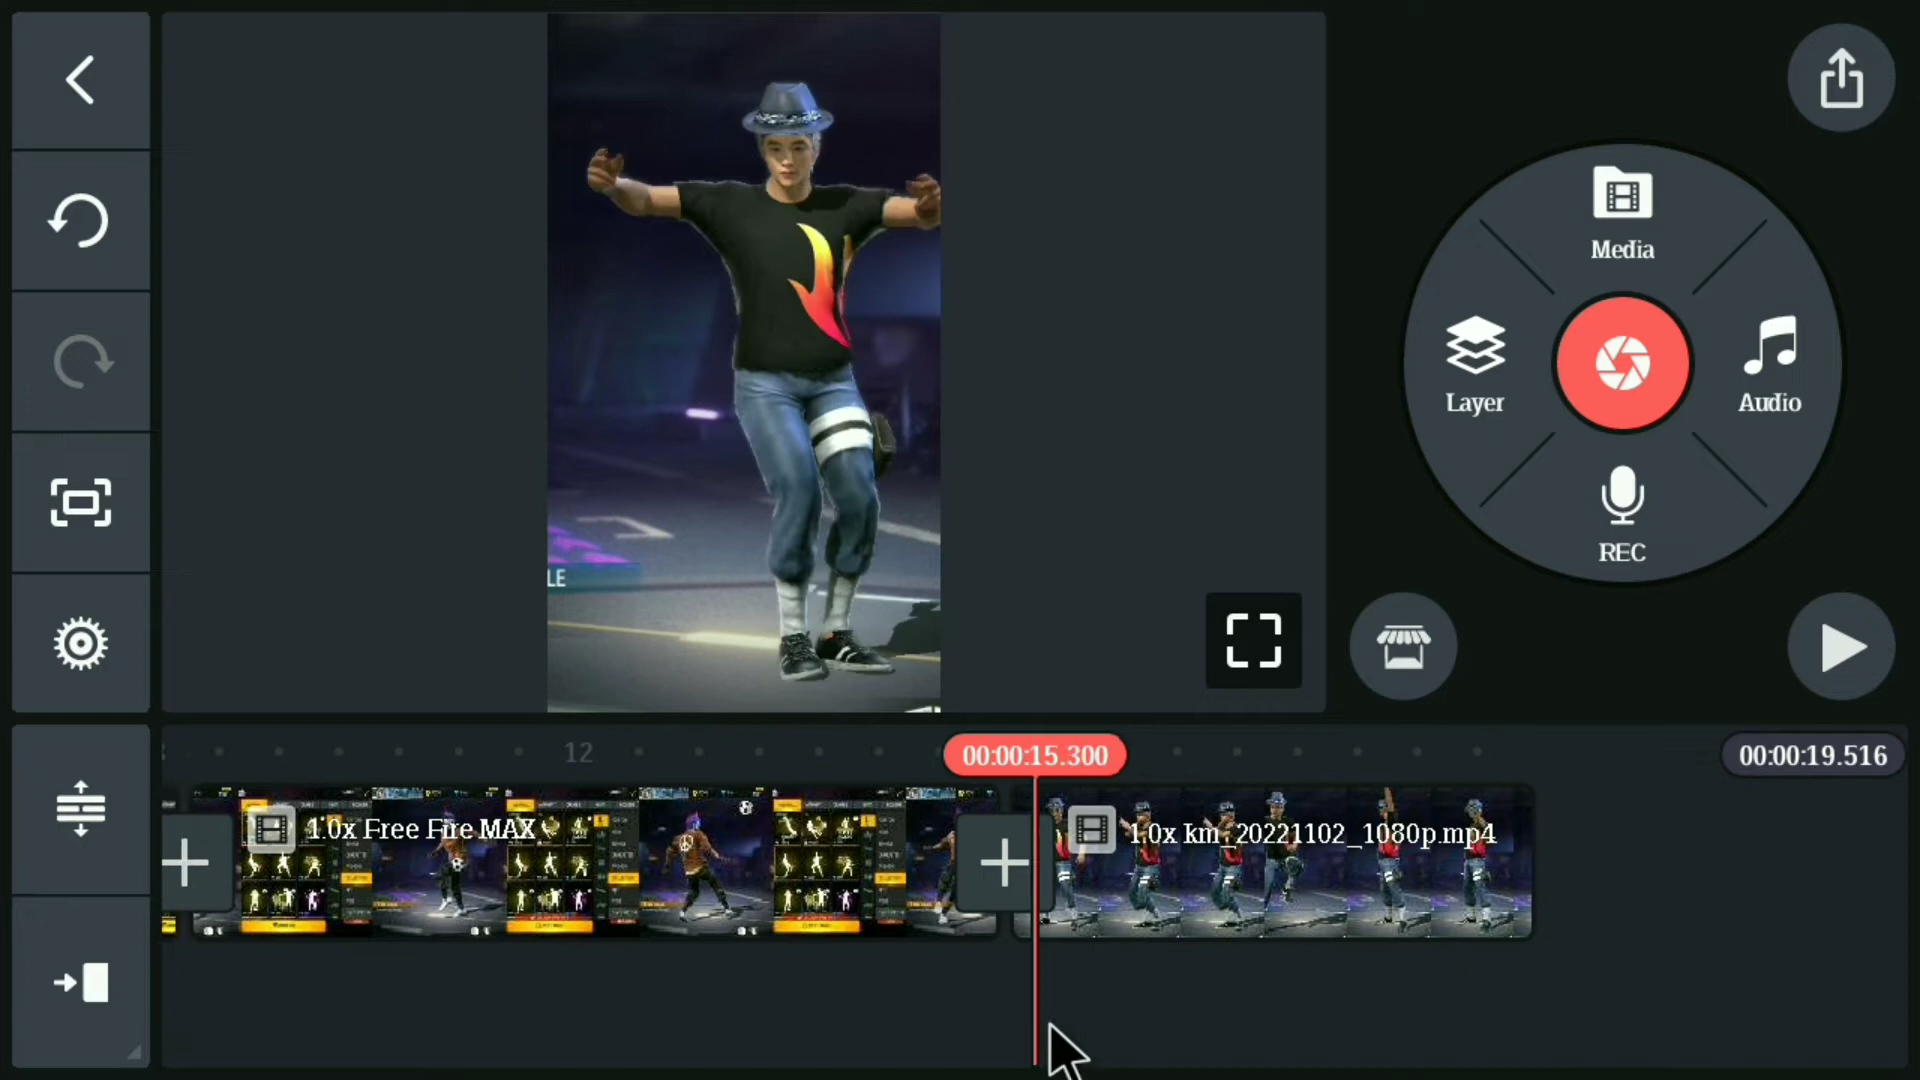 Media
Layer
Audio
REC
LE
12
00:00:15.300
00:00:19.516
1.0x Free Fire MAX
1.0x km_20221102_1080p.mp4